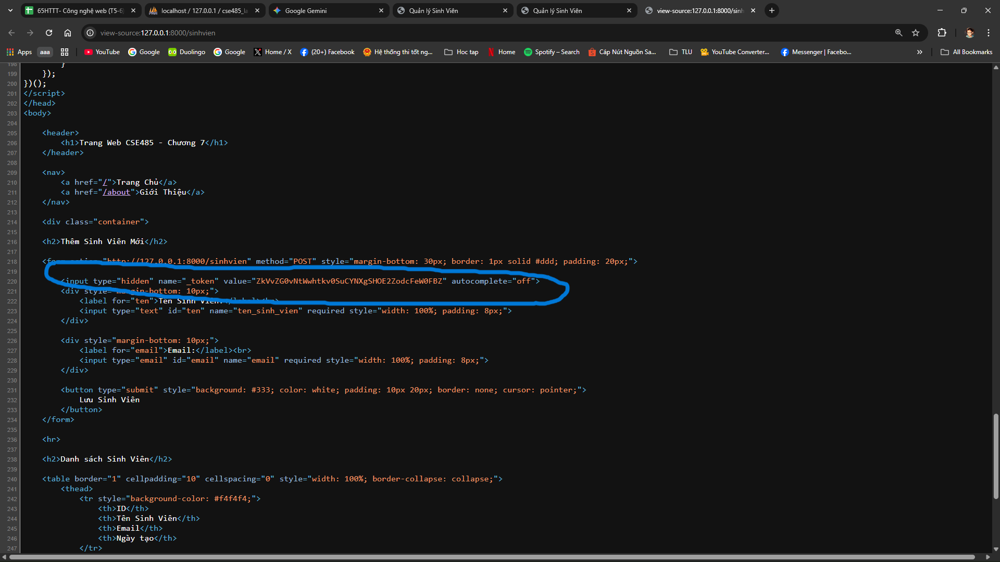 65HTTT- Công nghệ web (T5-6)
localhost / 127.0.0.1 / cse485_la
Google Gemini
Quản lý Sinh Viên
Quản lý Sinh Viên
view-source:127.0.0.1:8000/sinh
view-source:127.0.0.1:8000/sinhvien
Apps
aaa
YouTube
Google
Duolingo
Google
Home / X
(20+) Facebook
Hệ thống thi tốt ng...
Hoc tap
Home
Spotify – Search
Cáp Nút Nguồn Sa...
TLU
YouTube Converter...
Messenger | Facebo...
All Bookmarks
198 }
199 });
200 })();
201 </script>
202 </head>
203 <body>
204
205 <header>
206 <h1>Trang Web CSE485 - Chương 7</h1>
207 </header>
208
209 <nav>
210 <a href="/">Trang Chủ</a>
211 <a href="/about">Giới Thiệu</a>
212 </nav>
213
214 <div class="container">
215
216 <h2>Thêm Sinh Viên Mới</h2>
217
218 <form action="http://127.0.0.1:8000/sinhvien" method="POST" style="margin-bottom: 30px; border: 1px solid #ddd; padding: 20px;">
219
220 <input type="hidden" name="_token" value="ZkVvZG0vNtWwhtkv0SuCYNXgSHOE2ZodcFeW0FBZ" autocomplete="off">
221 <div style="margin-bottom: 10px;">
222 <label for="ten">Tên Sinh Viên:</label><br>
223 <input type="text" id="ten" name="ten_sinh_vien" required style="width: 100%; padding: 8px;">
224 </div>
225
226 <div style="margin-bottom: 10px;">
227 <label for="email">Email:</label><br>
228 <input type="email" id="email" name="email" required style="width: 100%; padding: 8px;">
229 </div>
230
231 <button type="submit" style="background: #333; color: white; padding: 10px 20px; border: none; cursor: pointer;">
232 Lưu Sinh Viên
233 </button>
234 </form>
235
236 <hr>
237
238 <h2>Danh sách Sinh Viên</h2>
239
240 <table border="1" cellpadding="10" cellspacing="0" style="width: 100%; border-collapse: collapse;">
241 <thead>
242 <tr style="background-color: #f4f4f4;">
243 <th>ID</th>
244 <th>Tên Sinh Viên</th>
245 <th>Email</th>
246 <th>Ngày tạo</th>
247 </tr>